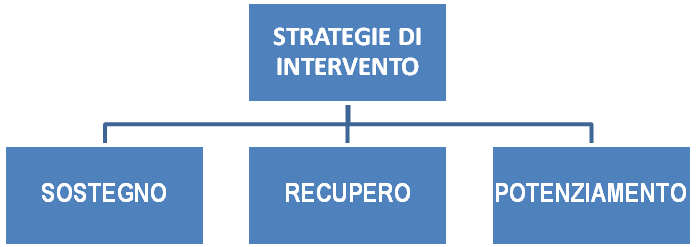 STRATEGIE DI
INTERVENTO
SOSTEGNO
RECUPERO
POTENZIAMENTO